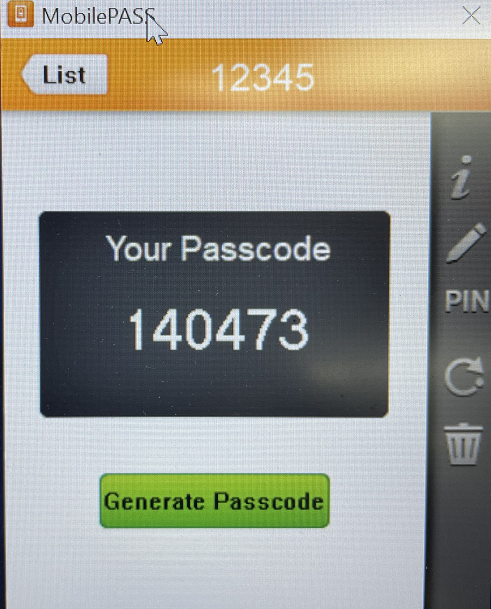 MobilePASS
List
12345
Your Passcode
140473
PIN
Generate Passcode